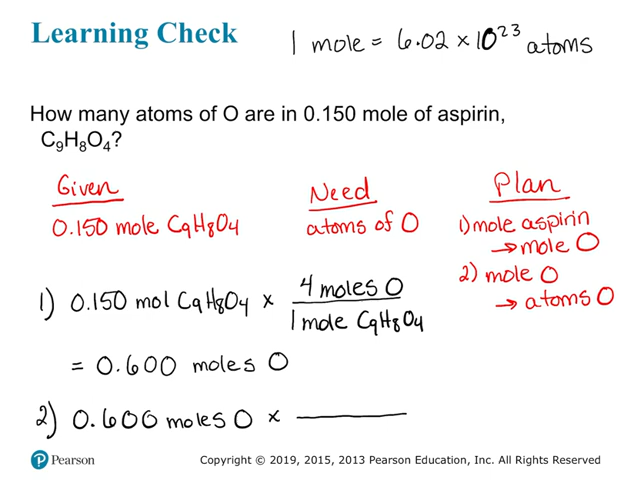 Learning Check
1 mole = 6.02 × 10²³ atoms
How many atoms of O are in 0.150 mole of aspirin,
C₉H₈O₄?
Given
0.150 mole C₉H₈O₄
Need
atoms of O
Plan
1) mole aspirin
→ mole O
2) mole O
→ atoms O
1) 0.150 mol C₉H₈O₄ × 4 moles O
1 mole C₉H₈O₄
= 0.600 moles O
2) 0.600 moles O ×
Pearson
Copyright © 2019, 2015, 2013 Pearson Education, Inc. All Rights Reserved